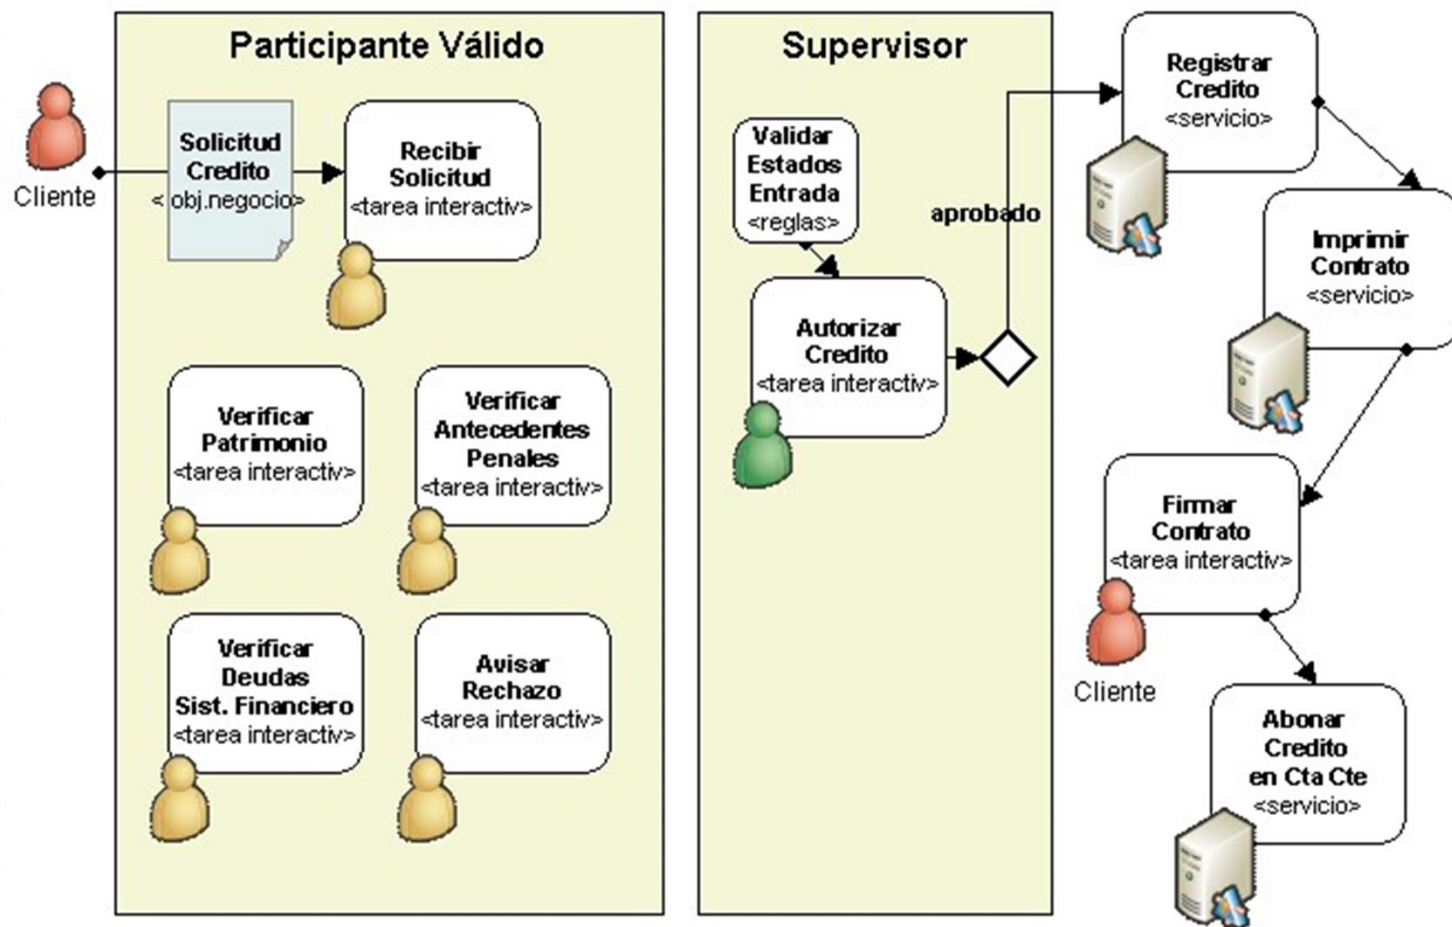 Participante Válido
Cliente
Solicitud
Credito
< obj.negocio>
Recibir
Solicitud
<tarea interactiv>
Verificar
Patrimonio
<tarea interactiv>
Verificar
Antecedentes
Penales
<tarea interactiv>
Verificar
Deudas
Sist. Financiero
<tarea interactiv>
Avisar
Rechazo
<tarea interactiv>
Supervisor
Validar
Estados
Entrada
<reglas>
Autorizar
Credito
<tarea interactiv>
aprobado
Registrar
Credito
<servicio>
Imprimir
Contrato
<servicio>
Firmar
Contrato
<tarea interactiv>
Cliente
Abonar
Credito
en Cta Cte
<servicio>